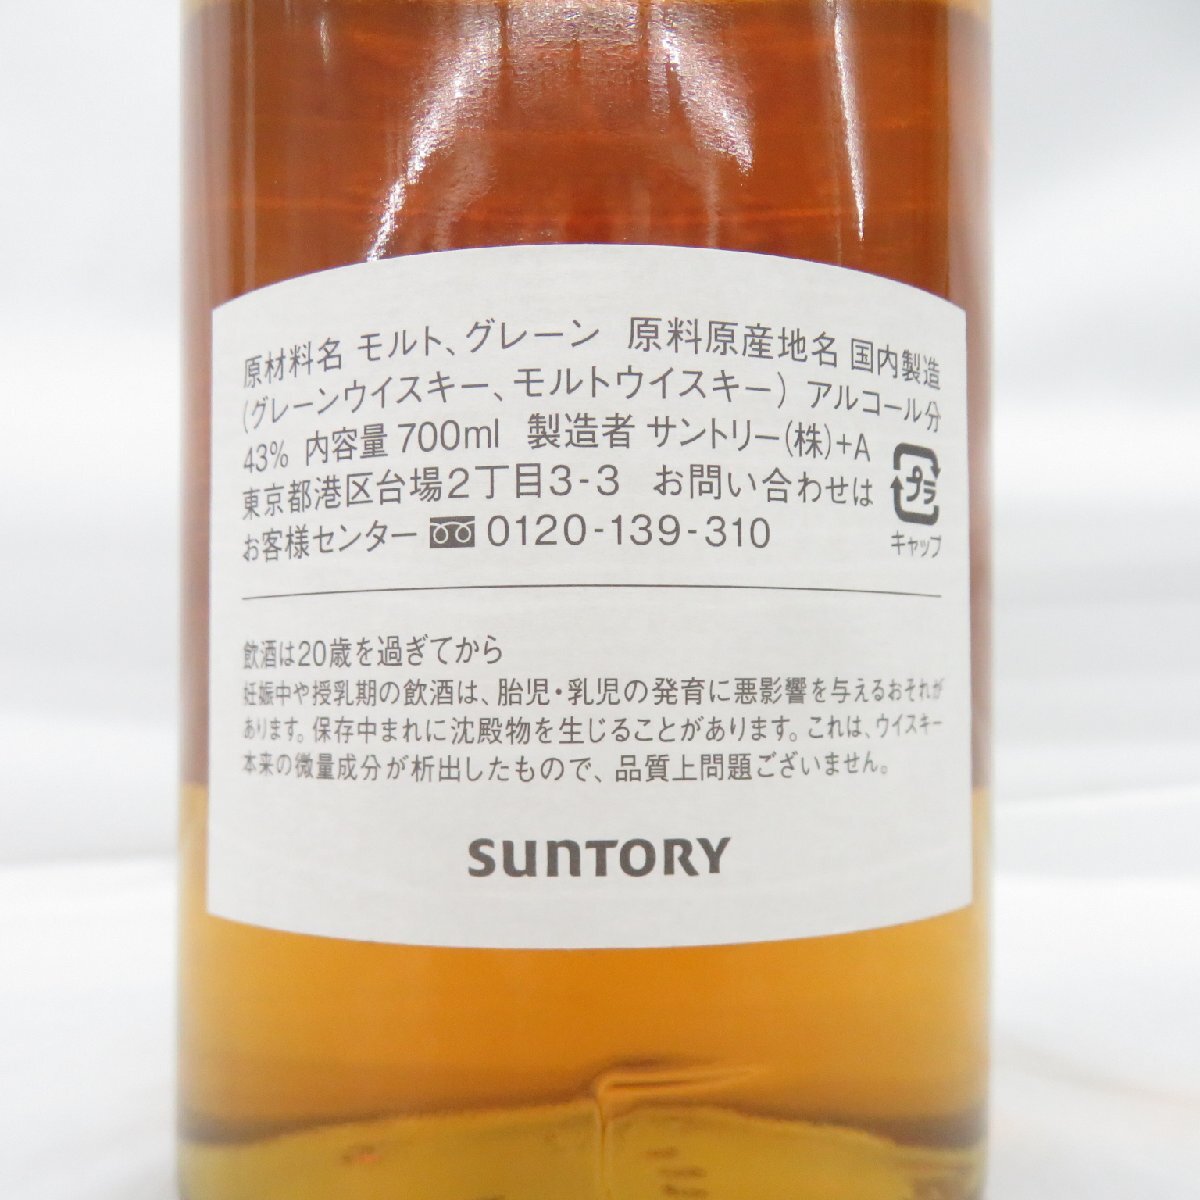 原材料名 モルト、グレーン 原料原産地名 国内製造
(グレーンウイスキー、モルトウイスキー) アルコール分
43% 内容量 700ml 製造者 サントリー(株)+A
東京都港区台場2丁目3-3 お問い合わせは
お客様センター 0120-139-310
プラ
キャップ
飲酒は20歳を過ぎてから
妊娠中や授乳期の飲酒は、胎児・乳児の発育に悪影響を与えるおそれが
あります。保存中まれに沈殿物を生じることがあります。これは、ウイスキー
本来の微量成分が析出したもので、品質上問題ございません。
SUNTORY